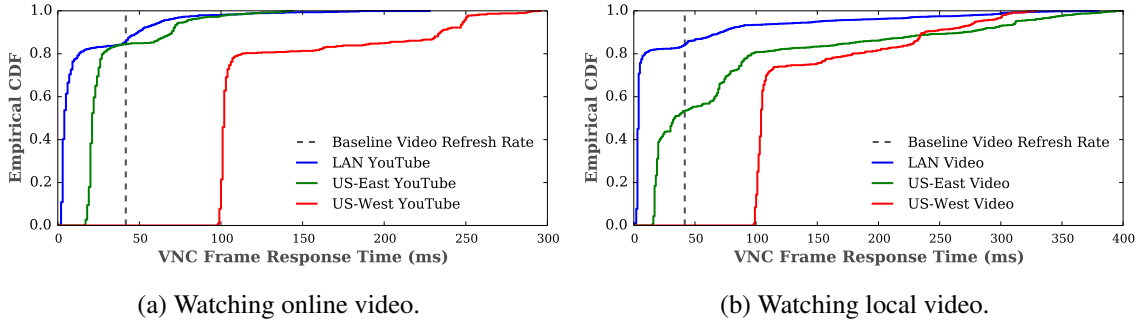 Empirical CDF
1.0
0.8
0.6
0.4
0.2
0.0
0 50 100 150 200 250 300
VNC Frame Response Time (ms)
Baseline Video Refresh Rate
LAN YouTube
US-East YouTube
US-West YouTube
(a) Watching online video.
Empirical CDF
1.0
0.8
0.6
0.4
0.2
0.0
0 50 100 150 200 250 300 350 400
VNC Frame Response Time (ms)
Baseline Video Refresh Rate
LAN Video
US-East Video
US-West Video
(b) Watching local video.